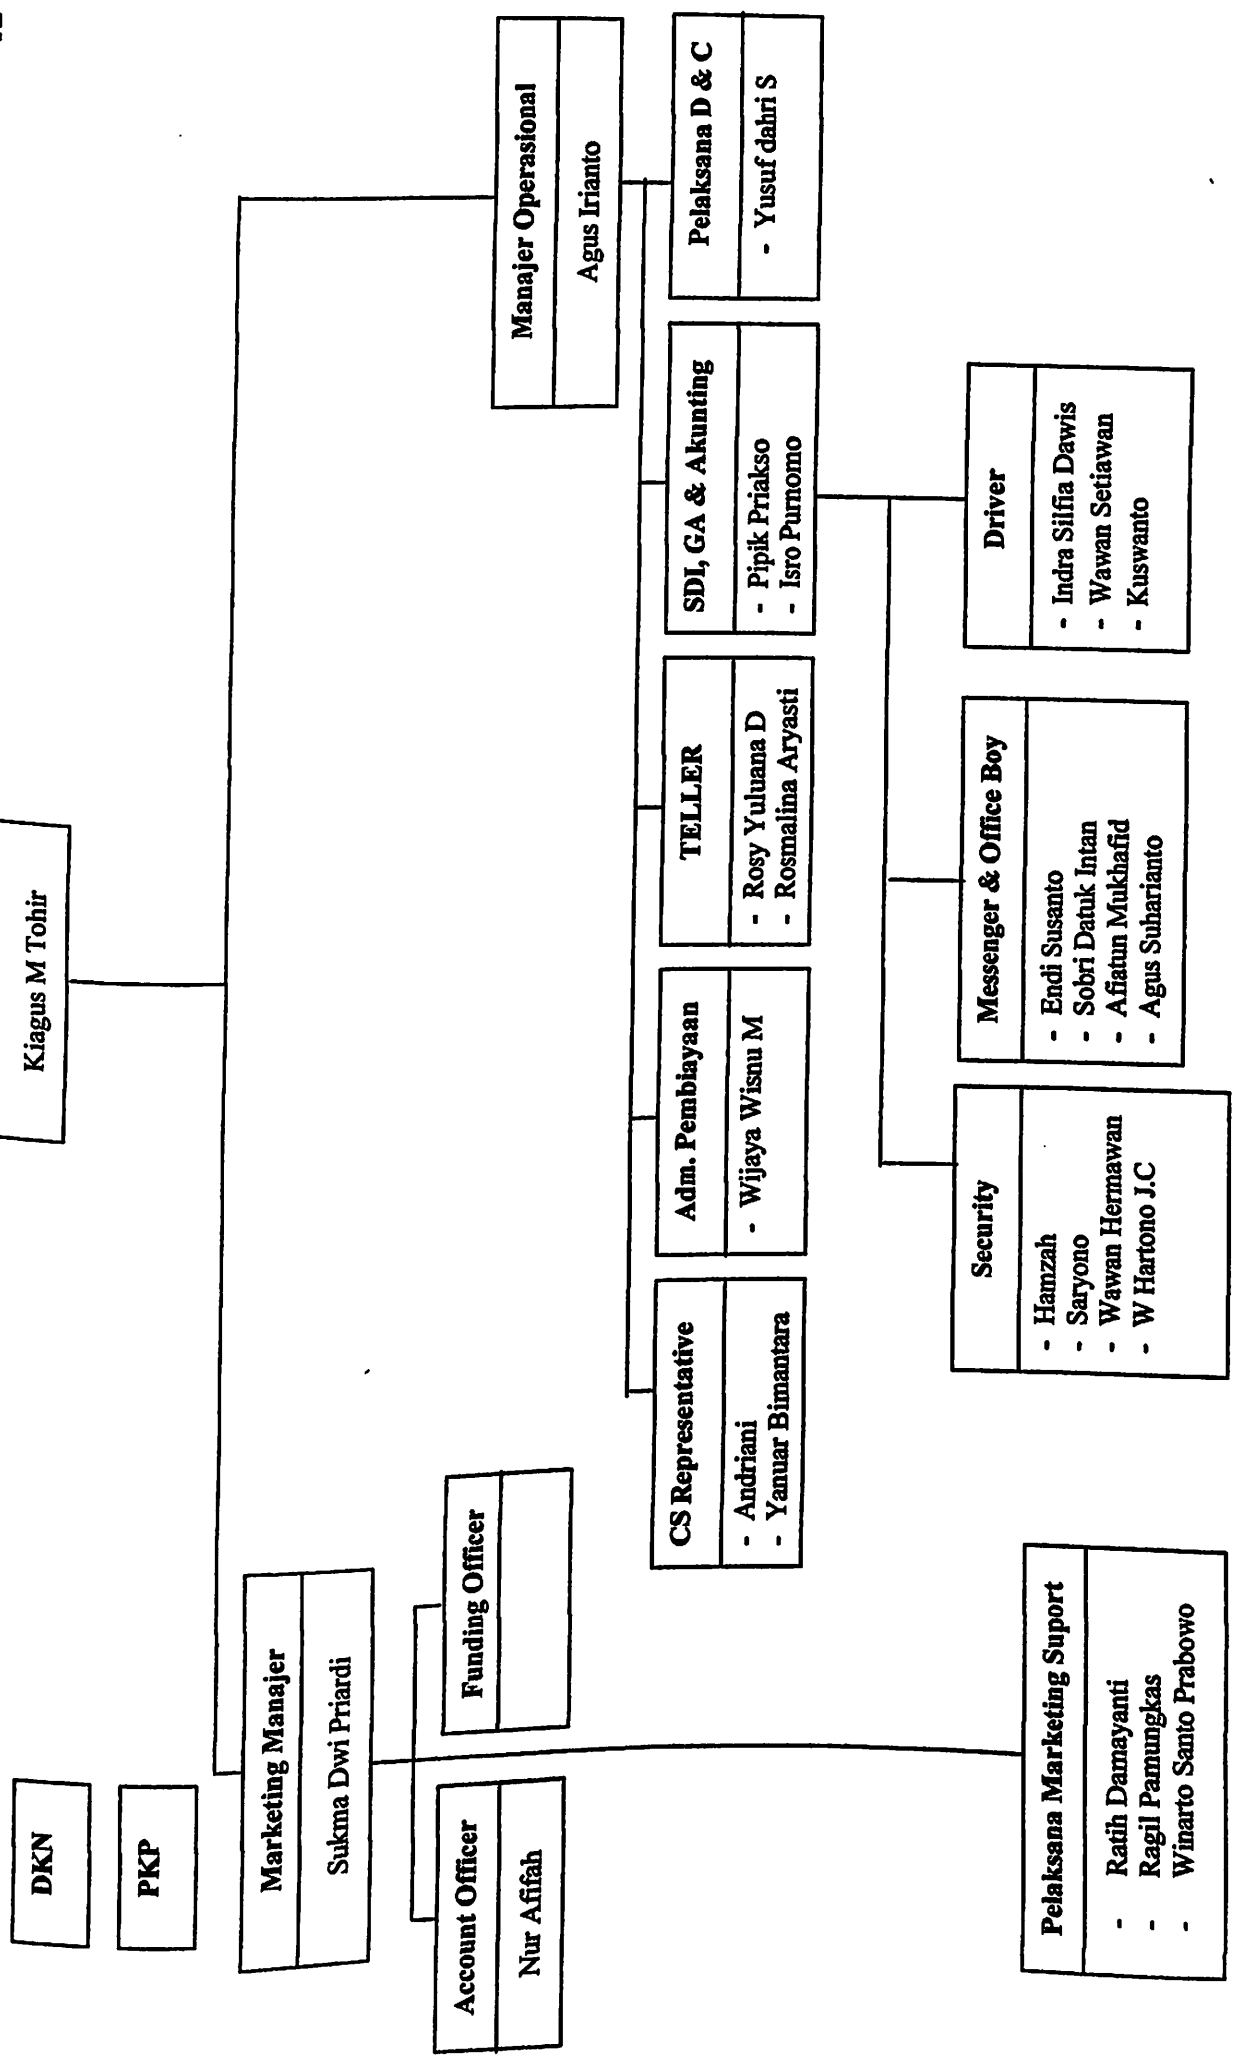 Kiagus M Tohir
DKN
PKP
Marketing Manajer
Sukma Dwi Priardi
Account Officer
Nur Afifah
Funding Officer
Manajer Operasional
Agus Irianto
CS Representative
- Andriani
- Yanuar Bimantara
Adm. Pembiayaan
- Wijaya Wisnu M
TELLER
- Rosy Yuluana D
- Rosmalina Aryasti
SDI, GA & Akunting
- Pipik Priakso
- Isro Purnomo
Pelaksana D & C
- Yusuf dahri S
Security
- Hamzah
- Saryono
- Wawan Hermawan
- W Hartono J.C
Messenger & Office Boy
- Endi Susanto
- Sobri Datuk Intan
- Afiatun Mukhafid
- Agus Suharianto
Driver
- Indra Silfia Dawis
- Wawan Setiawan
- Kuswanto
Pelaksana Marketing Suport
- Ratih Damayanti
- Ragil Pamungkas
- Winarto Santo Prabowo